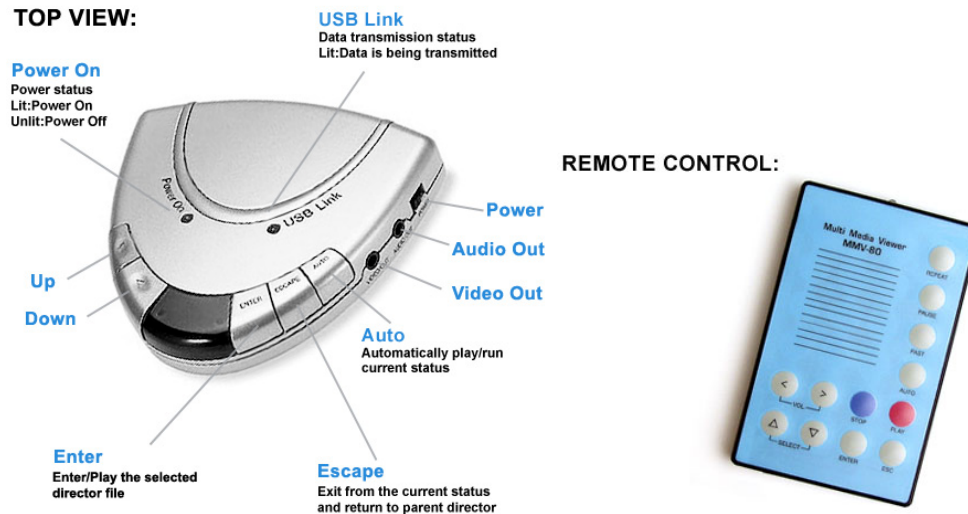 TOP VIEW:
USB Link
Data transmission status
Lit:Data is being transmitted
Power On
Power status
Lit:Power On
Unlit:Power Off
Power On
USB Link
Power
Audio Out
Video Out
Up
Down
ENTER
ESCAPE
AUTO
Auto
Automatically play/run
current status
Enter
Enter/Play the selected
director file
Escape
Exit from the current status
and return to parent director
REMOTE CONTROL:
Multi Media Viewer
MMV-80
REPEAT
PAUSE
FAST
AUTO
< >
VOL
STOP
PLAY
SELECT
ENTER
ESC